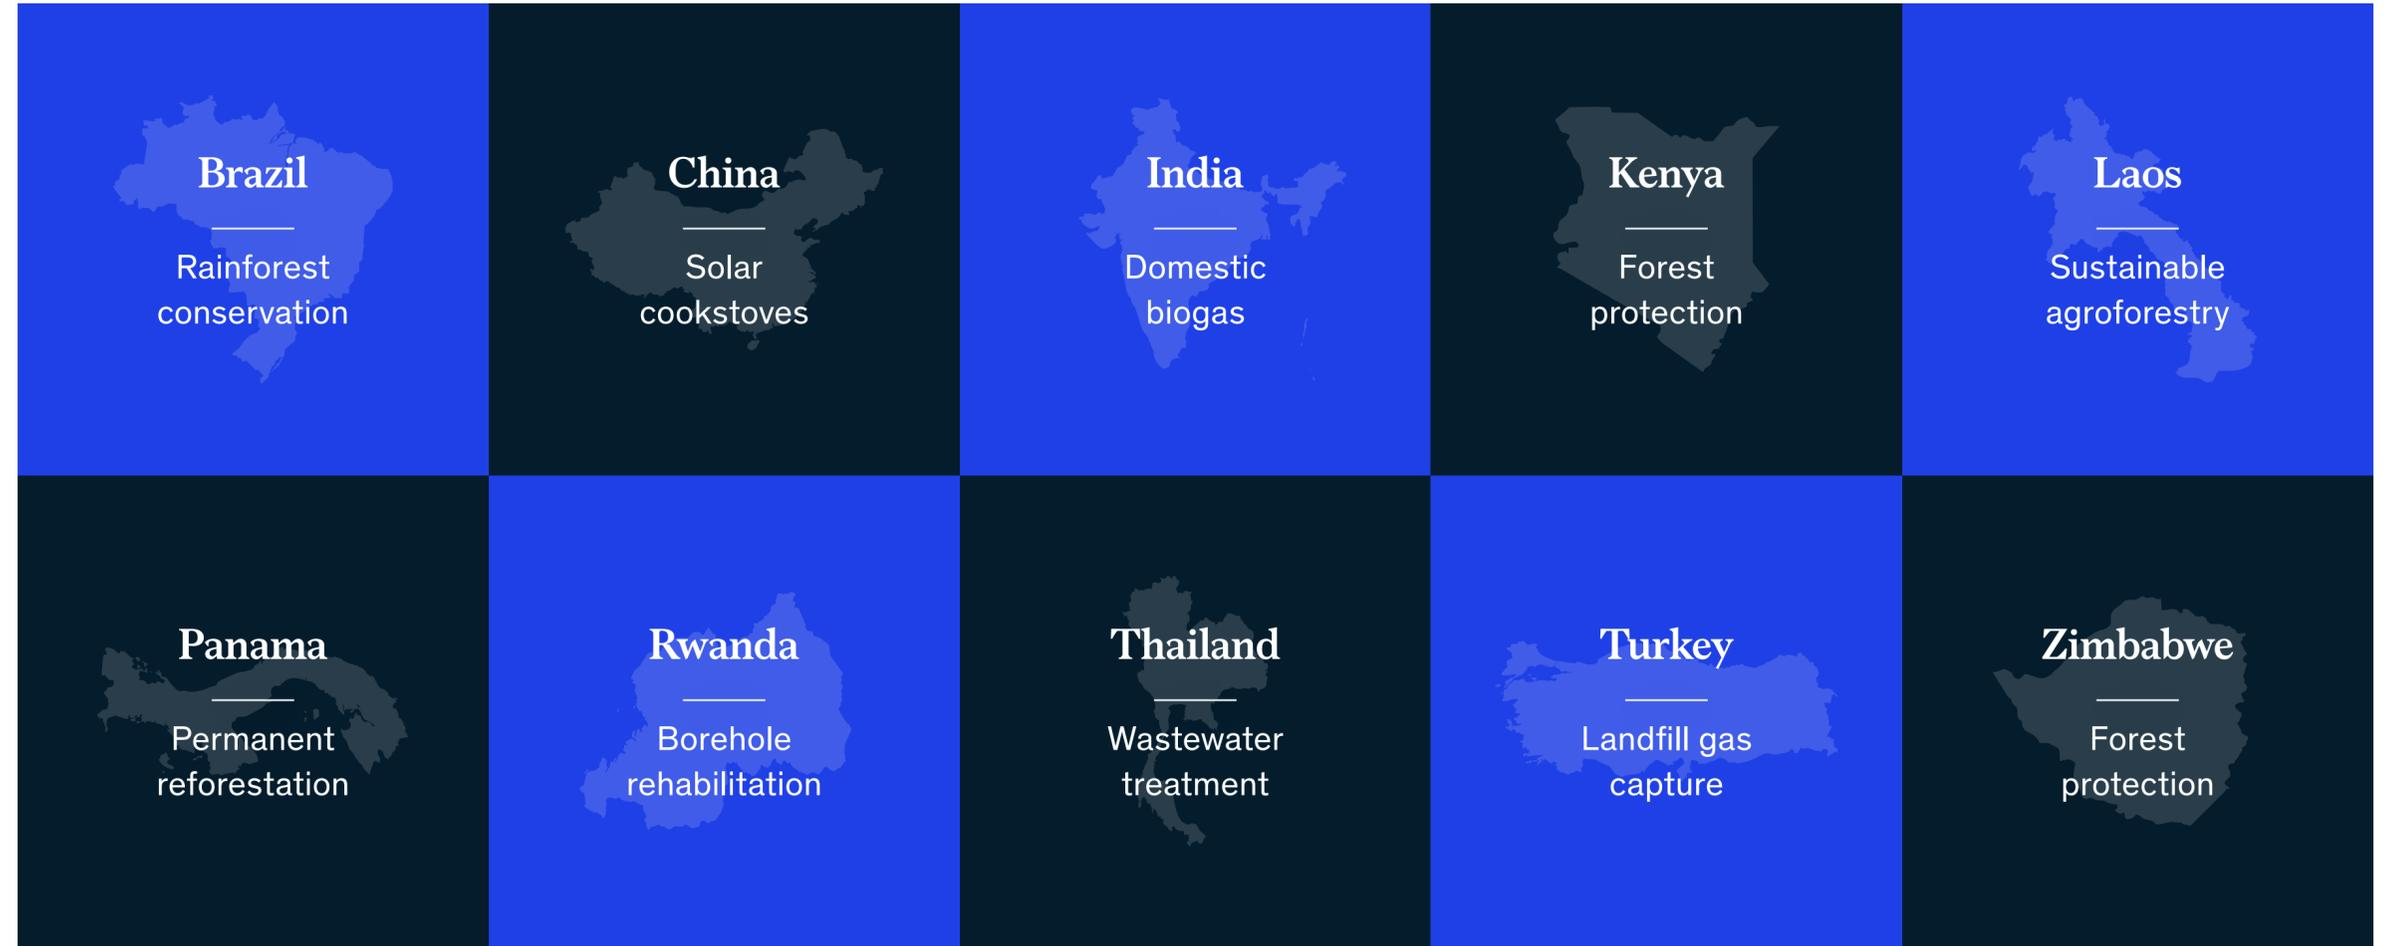 Brazil
Rainforest
conservation
China
Solar
cookstoves
India
Domestic
biogas
Kenya
Forest
protection
Laos
Sustainable
agroforestry
Panama
Permanent
reforestation
Rwanda
Borehole
rehabilitation
Thailand
Wastewater
treatment
Turkey
Landfill gas
capture
Zimbabwe
Forest
protection